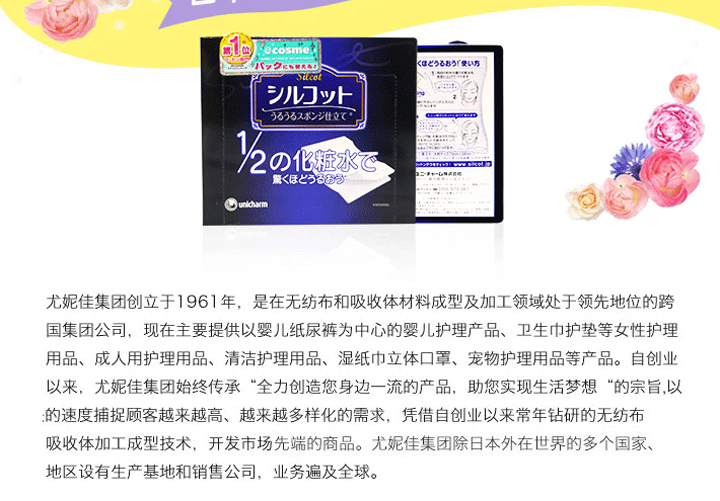 第1位
@cosme
パックにも使える!
Silcot
シルコット
うるうるスポンジ仕立て
1/2の化粧水で
驚くほどうるおう
unicharm
くほどうるおう!使い方
www.silcot.jp
ユニ・チャーム株式会社
尤妮佳集团创立于1961年，是在无纺布和吸收体材料成型及加工领域处于领先地位的跨
国集团公司，现在主要提供以婴儿纸尿裤为中心的婴儿护理产品、卫生巾护垫等女性护理
用品、成人用护理用品、清洁护理用品、湿纸巾立体口罩、宠物护理用品等产品。自创业
以来，尤妮佳集团始终传承“全力创造您身边一流的产品，助您实现生活梦想“的宗旨,以
的速度捕捉顾客越来越高、越来越多样化的需求，凭借自创业以来常年钻研的无纺布
吸收体加工成型技术，开发市场先端的商品。尤妮佳集团除日本外在世界的多个国家、
地区设有生产基地和销售公司，业务遍及全球。